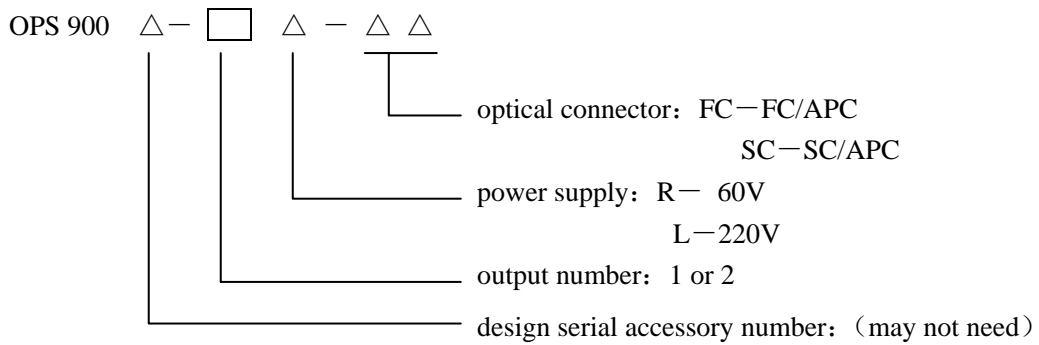 OPS 900 △－ □ △ － △ △
optical connector：FC－FC/APC
SC－SC/APC
power supply：R－ 60V
L－220V
output number：1 or 2
design serial accessory number：（may not need）